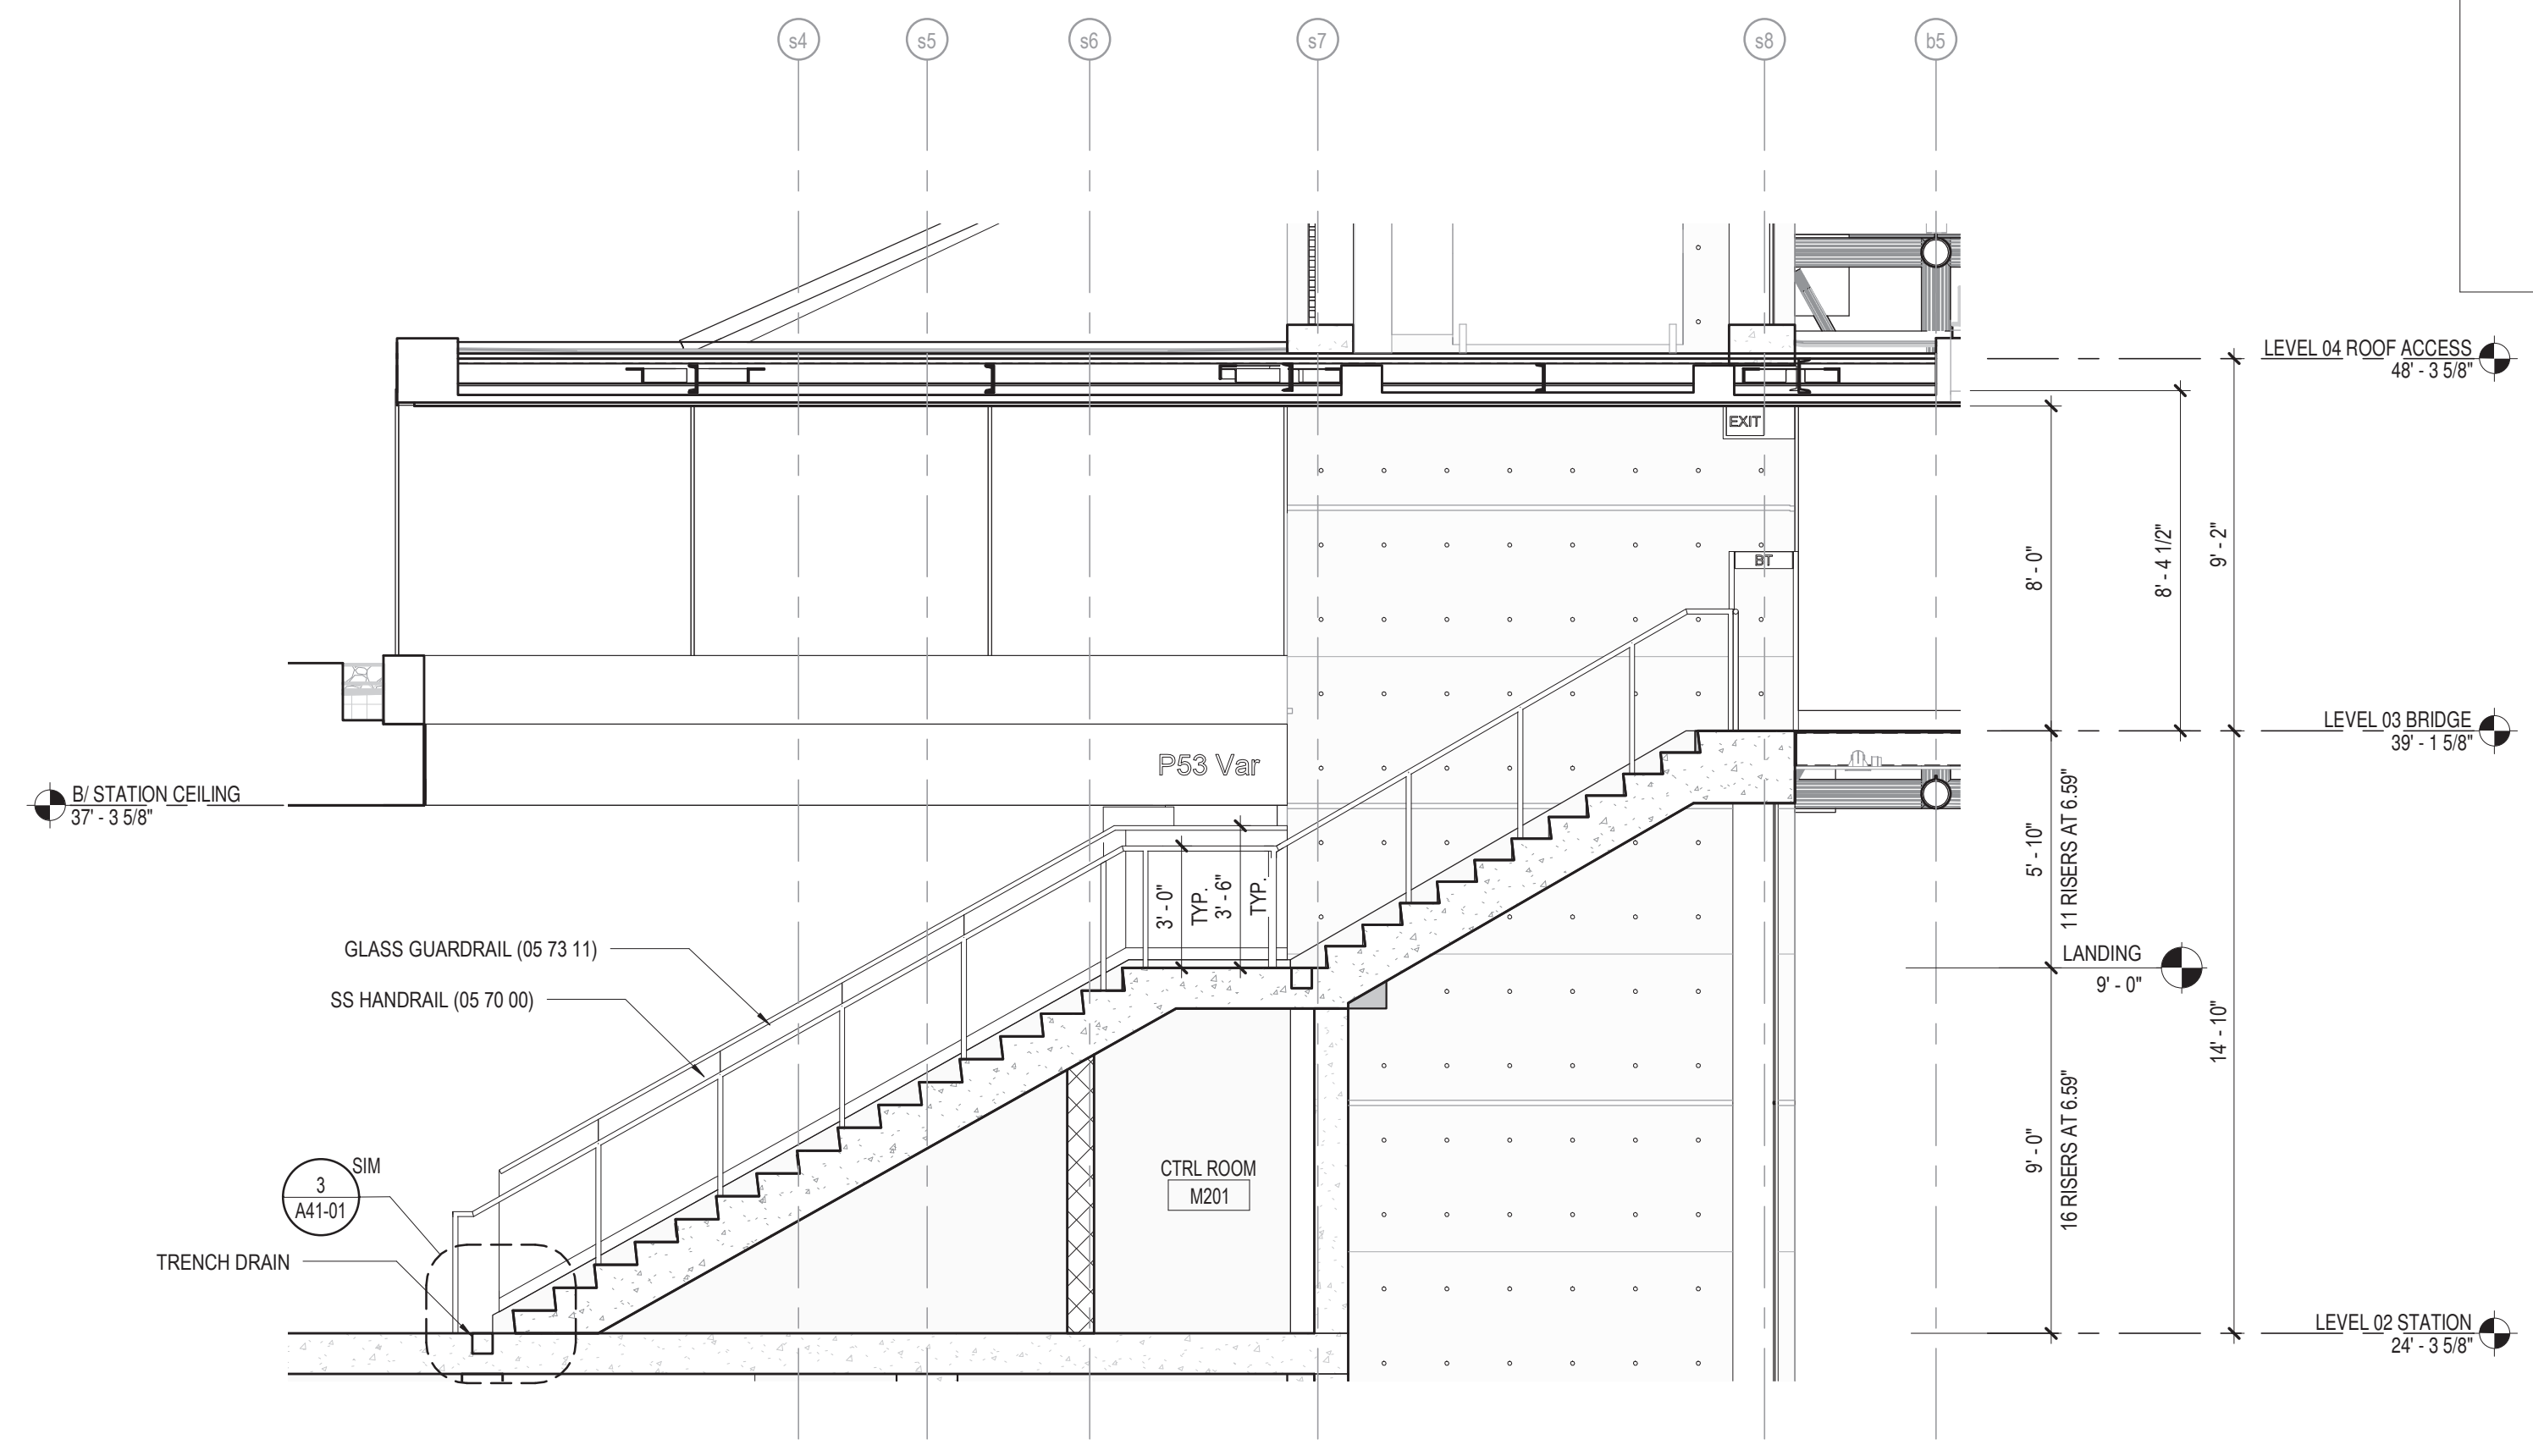 s4
s5
s6
s7
s8
b5
LEVEL 04 ROOF ACCESS
48' - 3 5/8"
EXIT
BT
8' - 0"
8' - 4 1/2"
9' - 2"
LEVEL 03 BRIDGE
39' - 1 5/8"
P53 Var
B/ STATION CEILING
37' - 3 5/8"
5' - 10"
11 RISERS AT 6.59"
3' - 0"
TYP.
3' - 6"
TYP.
GLASS GUARDRAIL (05 73 11)
SS HANDRAIL (05 70 00)
LANDING
9' - 0"
14' - 10"
9' - 0"
16 RISERS AT 6.59"
SIM
3
A41-01
CTRL ROOM
M201
TRENCH DRAIN
LEVEL 02 STATION
24' - 3 5/8"